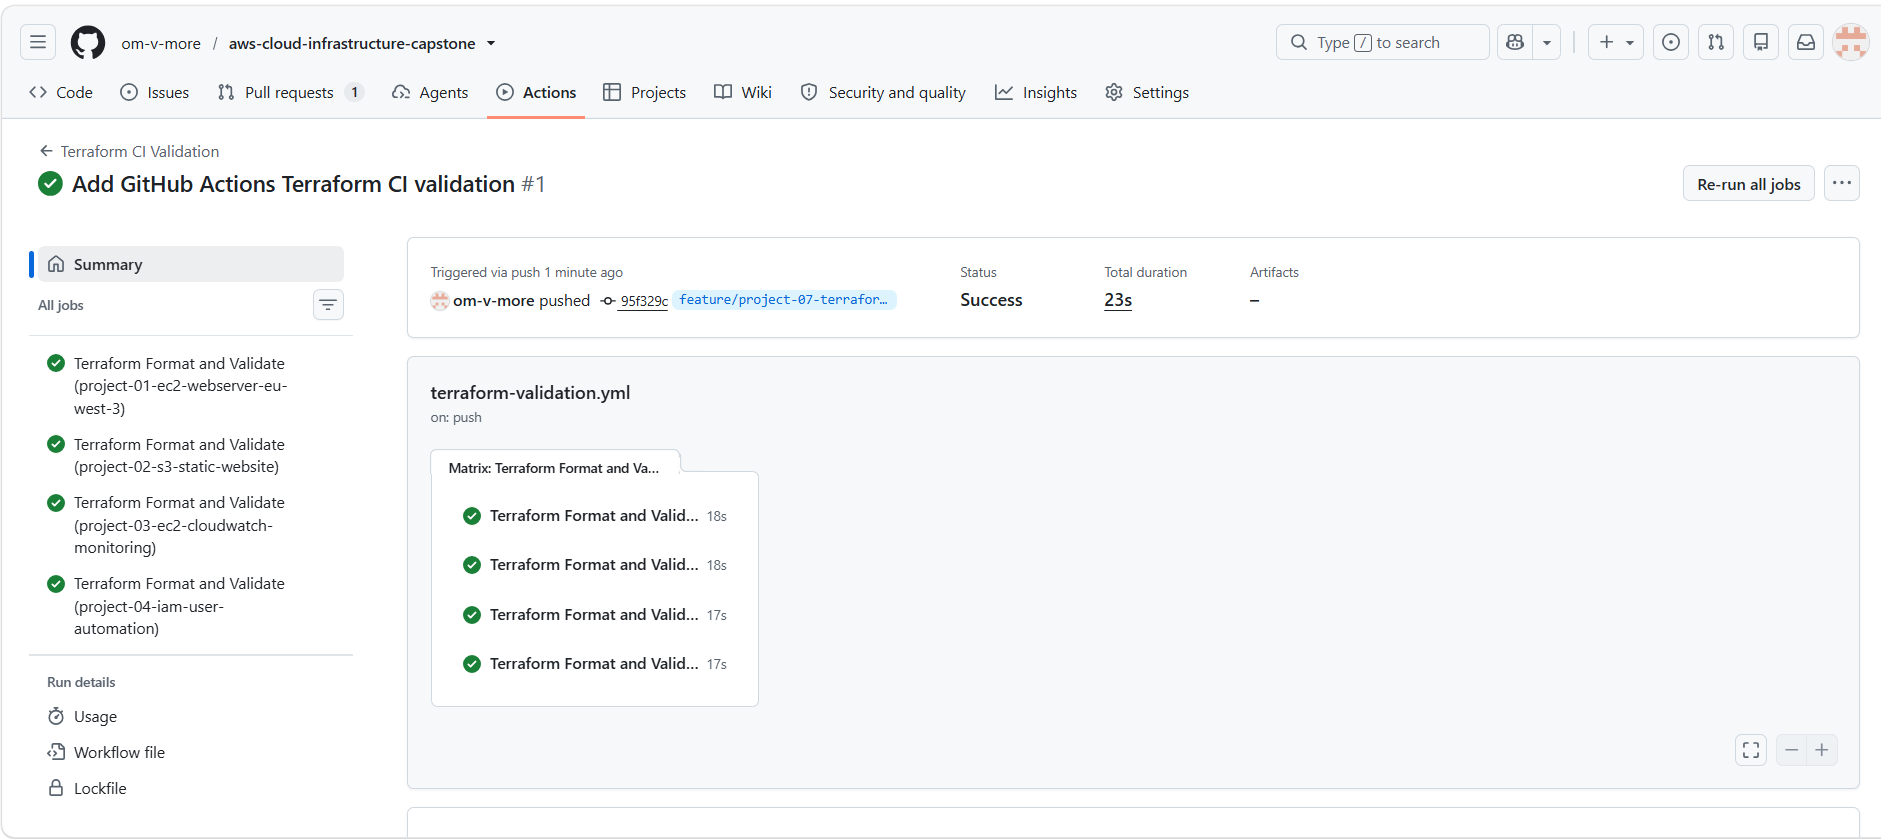 om-v-more / aws-cloud-infrastructure-capstone
Type / to search
Code
Issues
Pull requests 1
Agents
Actions
Projects
Wiki
Security and quality
Insights
Settings
Terraform CI Validation
Add GitHub Actions Terraform CI validation #1
Re-run all jobs
Summary
All jobs
Terraform Format and Validate
(project-01-ec2-webserver-eu-
west-3)
Terraform Format and Validate
(project-02-s3-static-website)
Terraform Format and Validate
(project-03-ec2-cloudwatch-
monitoring)
Terraform Format and Validate
(project-04-iam-user-
automation)
Run details
Usage
Workflow file
Lockfile
Triggered via push 1 minute ago
om-v-more pushed 95f329c feature/project-07-terrafor…
Status
Success
Total duration
23s
Artifacts
–
terraform-validation.yml
on: push
Matrix: Terraform Format and Va...
Terraform Format and Valid... 18s
Terraform Format and Valid... 18s
Terraform Format and Valid... 17s
Terraform Format and Valid... 17s